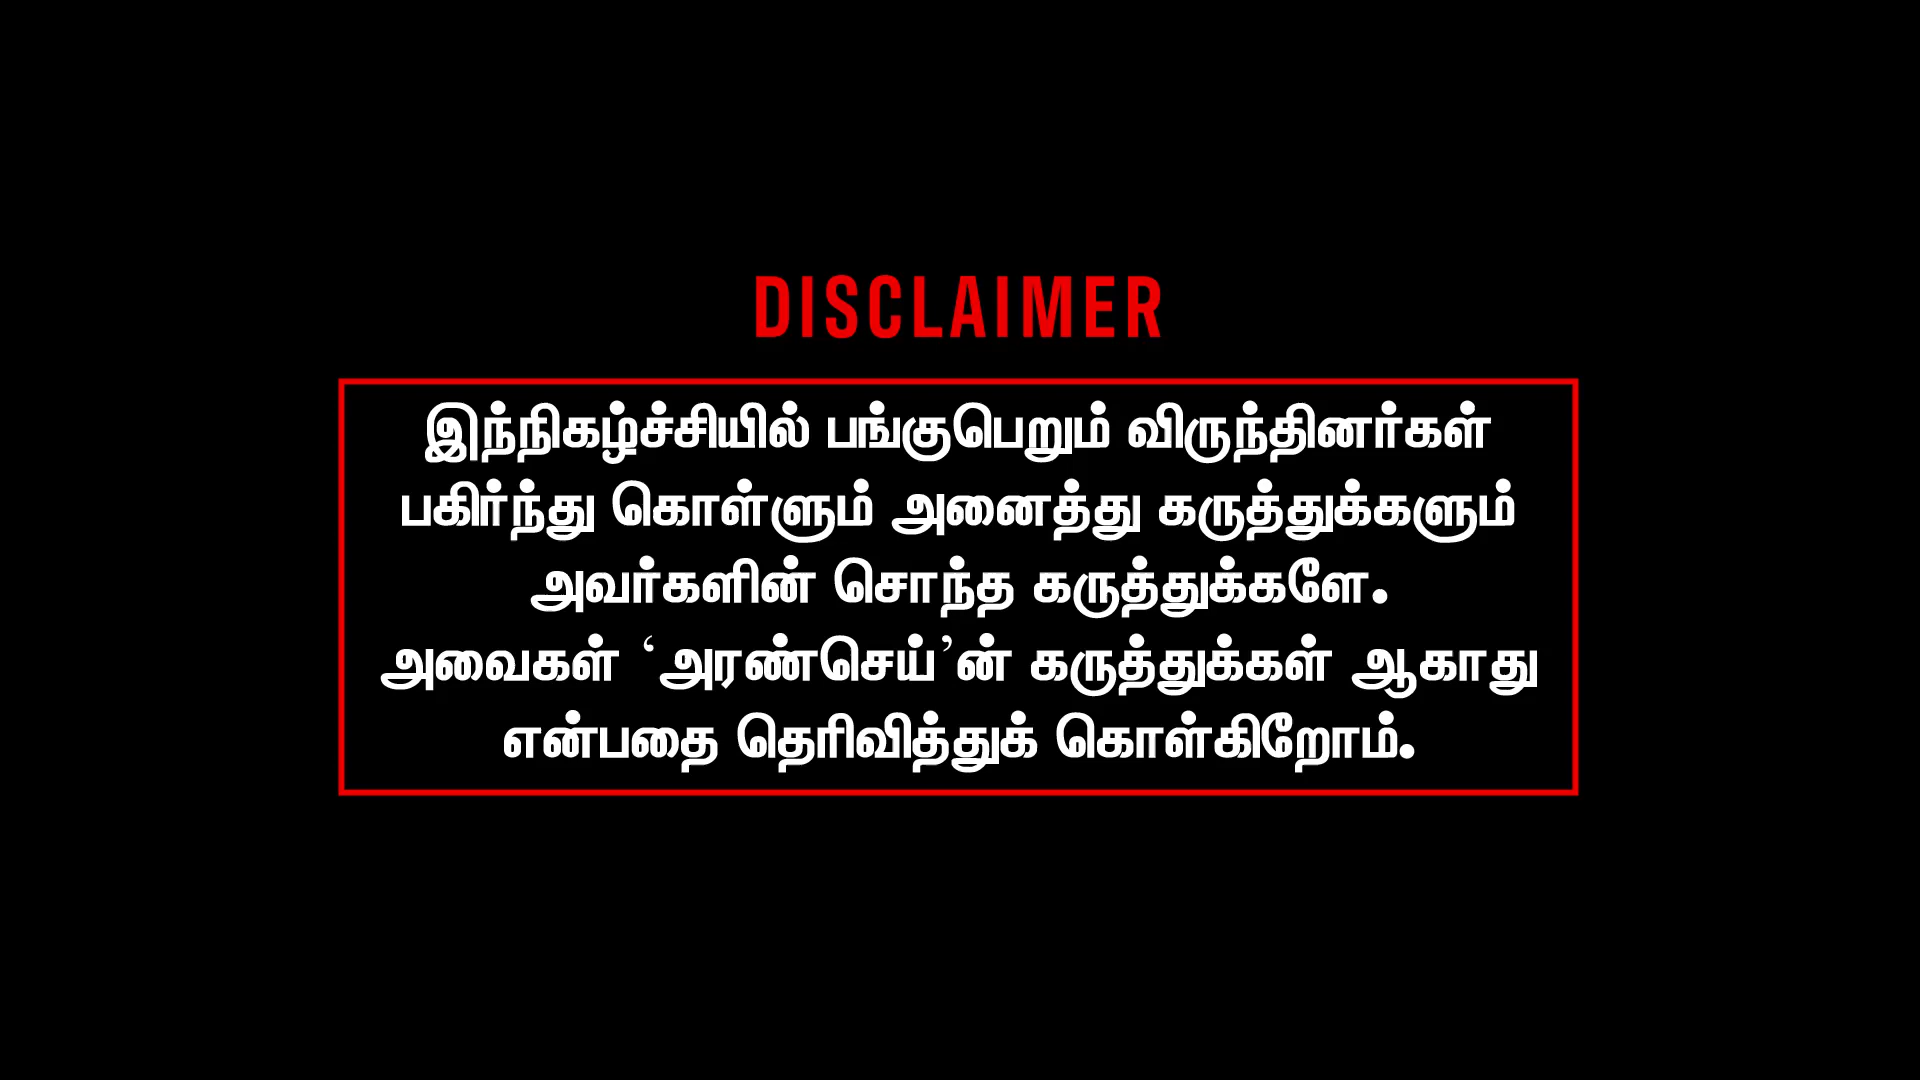 DISCLAIMER
இந்நிகழ்ச்சியில் பங்குபெறும் விருந்தினர்கள்
பகிர்ந்து கொள்ளும் அனைத்து கருத்துக்களும்
அவர்களின் சொந்த கருத்துக்களே.
அவைகள் ‘அரண்செய்’ன் கருத்துக்கள் ஆகாது
என்பதை தெரிவித்துக் கொள்கிறோம்.